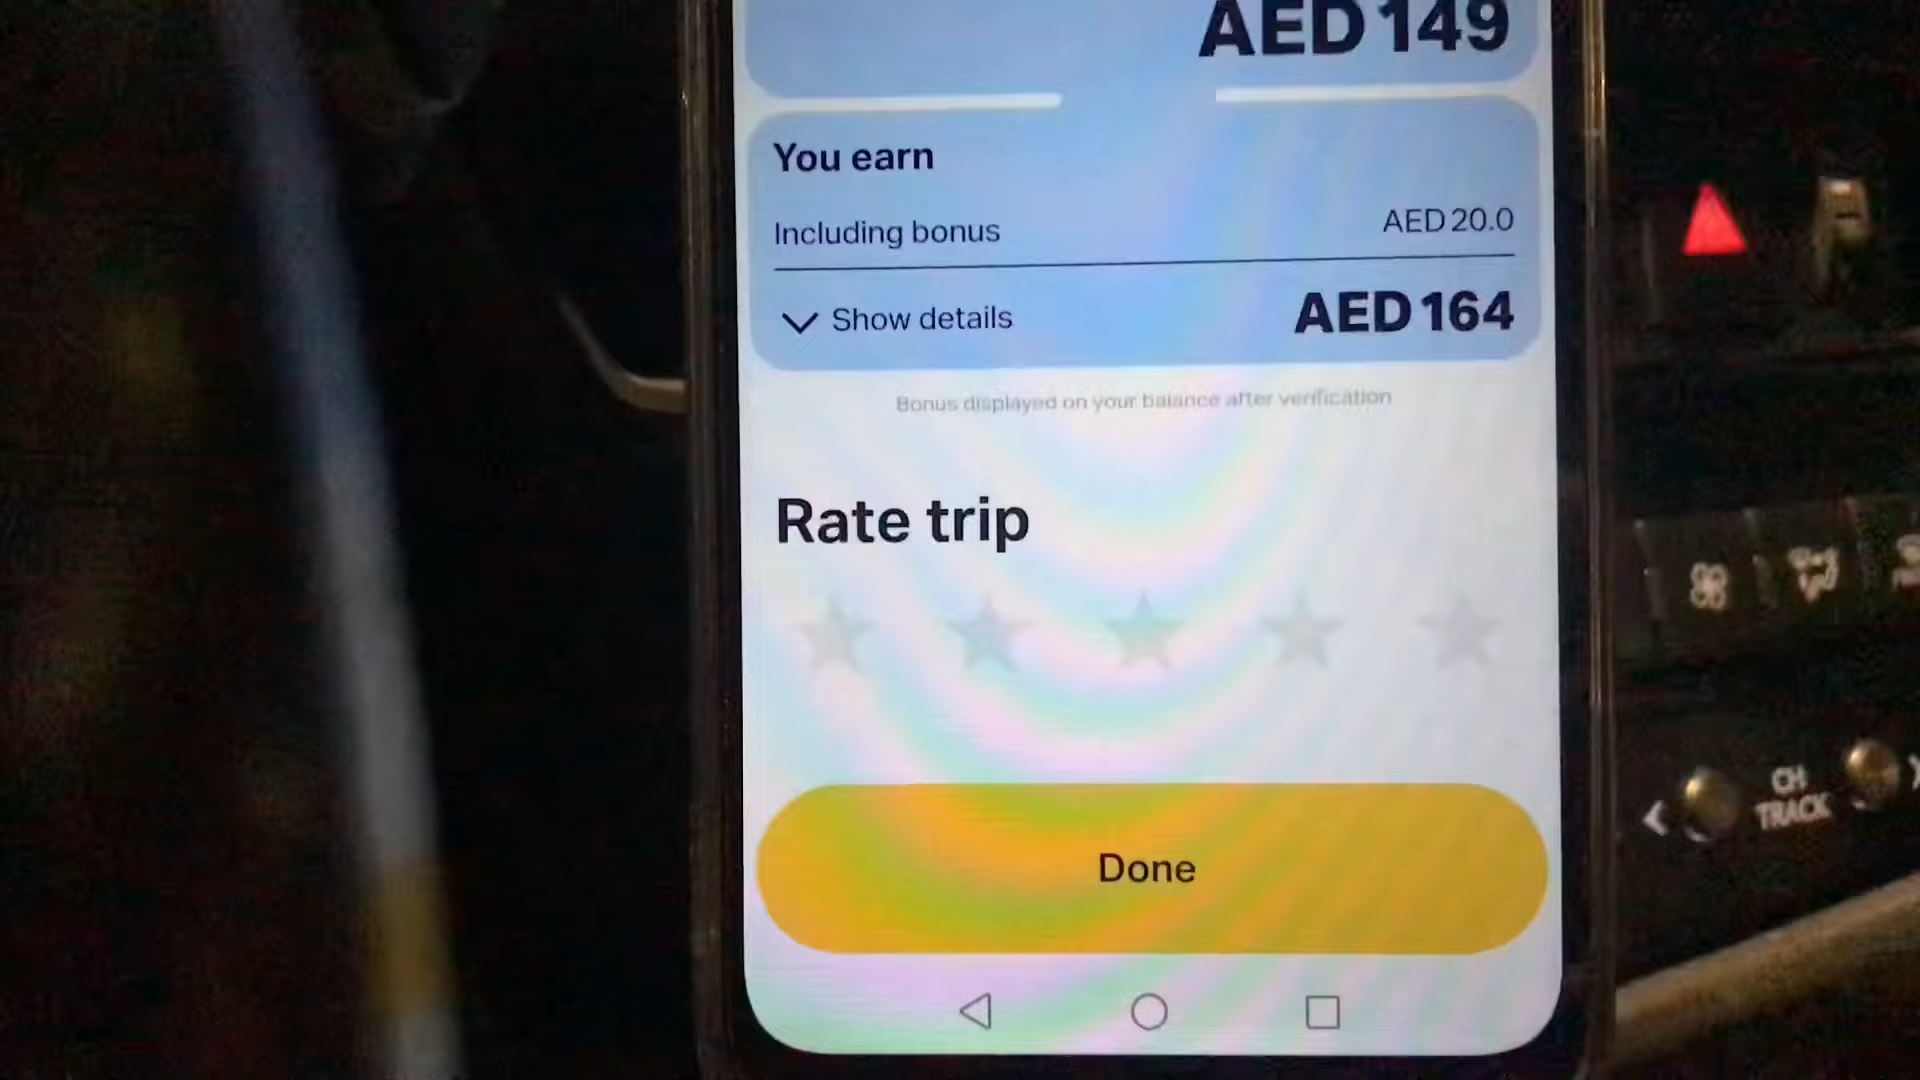 AED 149
You earn
Including bonus AED 20.0
Show details AED 164
Bonus displayed on your balance after verification
Rate trip
Done
CH
TRACK